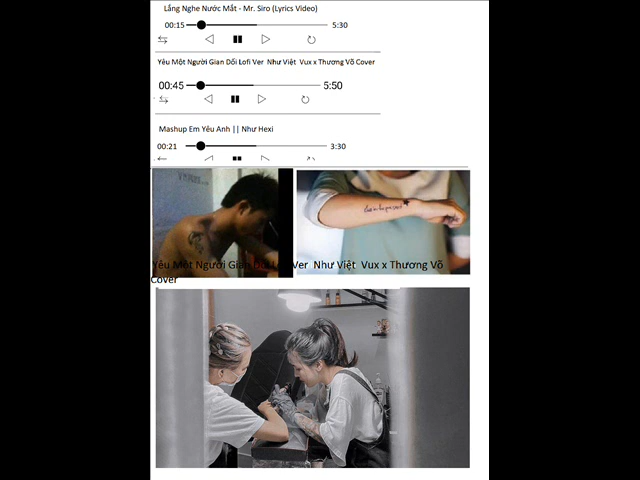 Lắng Nghe Nước Mắt - Mr. Siro (Lyrics Video)
00:15 5:30
Yêu Một Người Gian Dối Lofi Ver Như Việt Vux x Thương Võ Cover
00:45 5:50
Mashup Em Yêu Anh || Như Hexi
00:21 3:30
Yêu Một Người Gian Dối Lofi Ver Như Việt Vux x Thương Võ
Cover